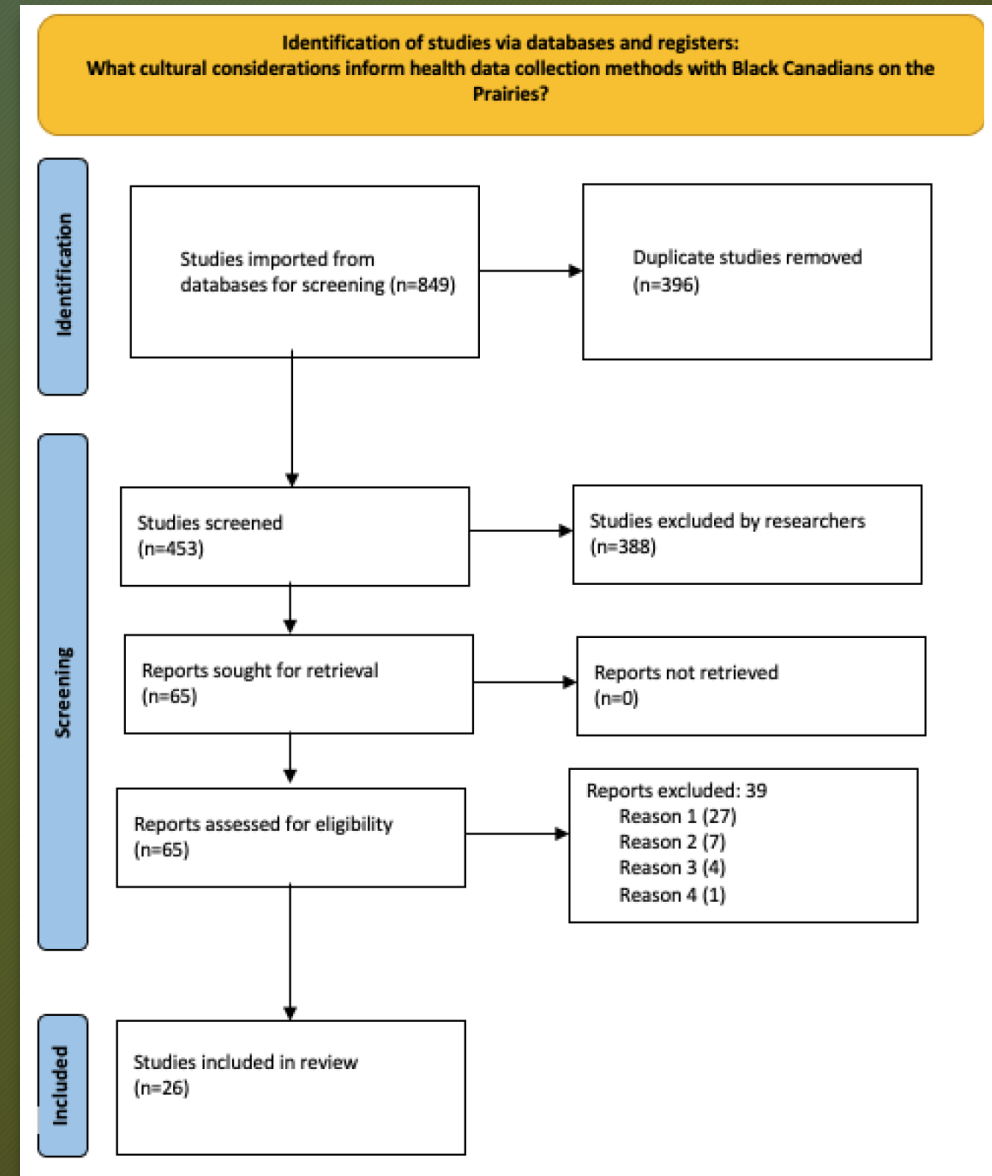 Identification of studies via databases and registers:
What cultural considerations inform health data collection methods with Black Canadians on the
Prairies?
Identification
Studies imported from
databases for screening (n=849)
Duplicate studies removed
(n=396)
Screening
Studies screened
(n=453)
Studies excluded by researchers
(n=388)
Reports sought for retrieval
(n=65)
Reports not retrieved
(n=0)
Reports assessed for eligibility
(n=65)
Reports excluded: 39
Reason 1 (27)
Reason 2 (7)
Reason 3 (4)
Reason 4 (1)
Included
Studies included in review
(n=26)